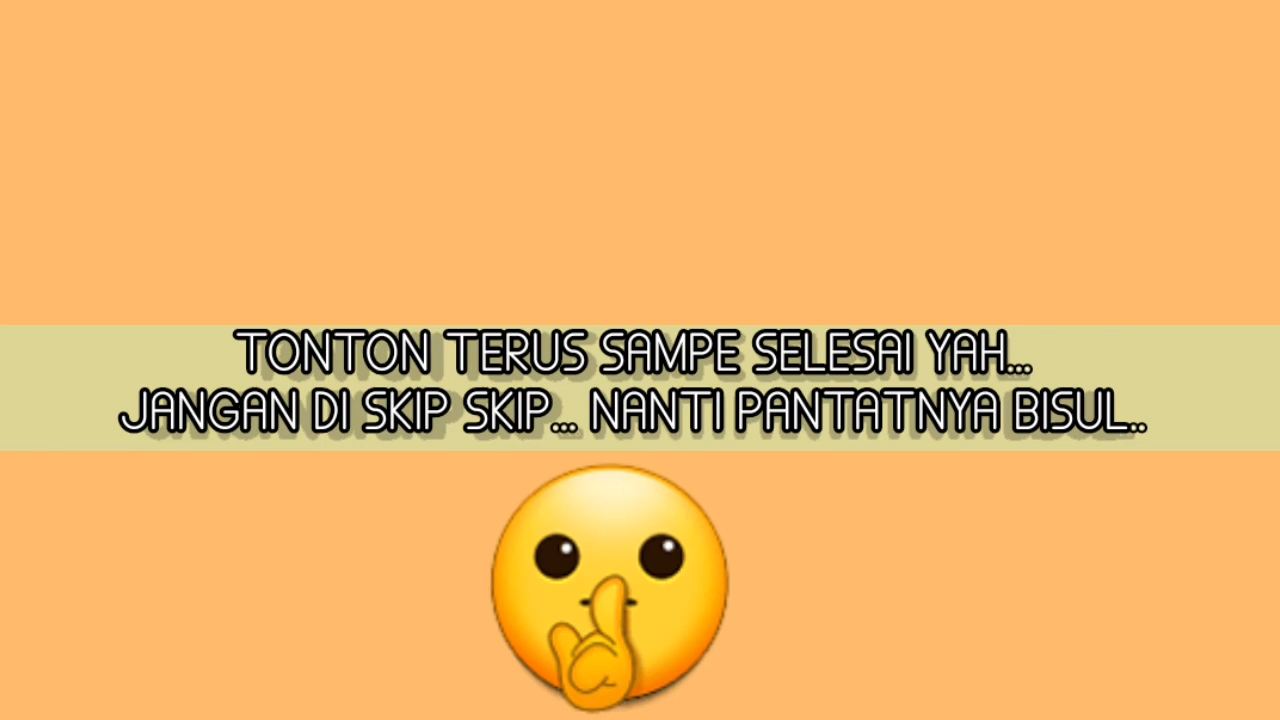 TONTON TERUS SAMPE SELESAI YAH...
JANGAN DI SKIP SKIP... NANTI PANTATNYA BISUL..